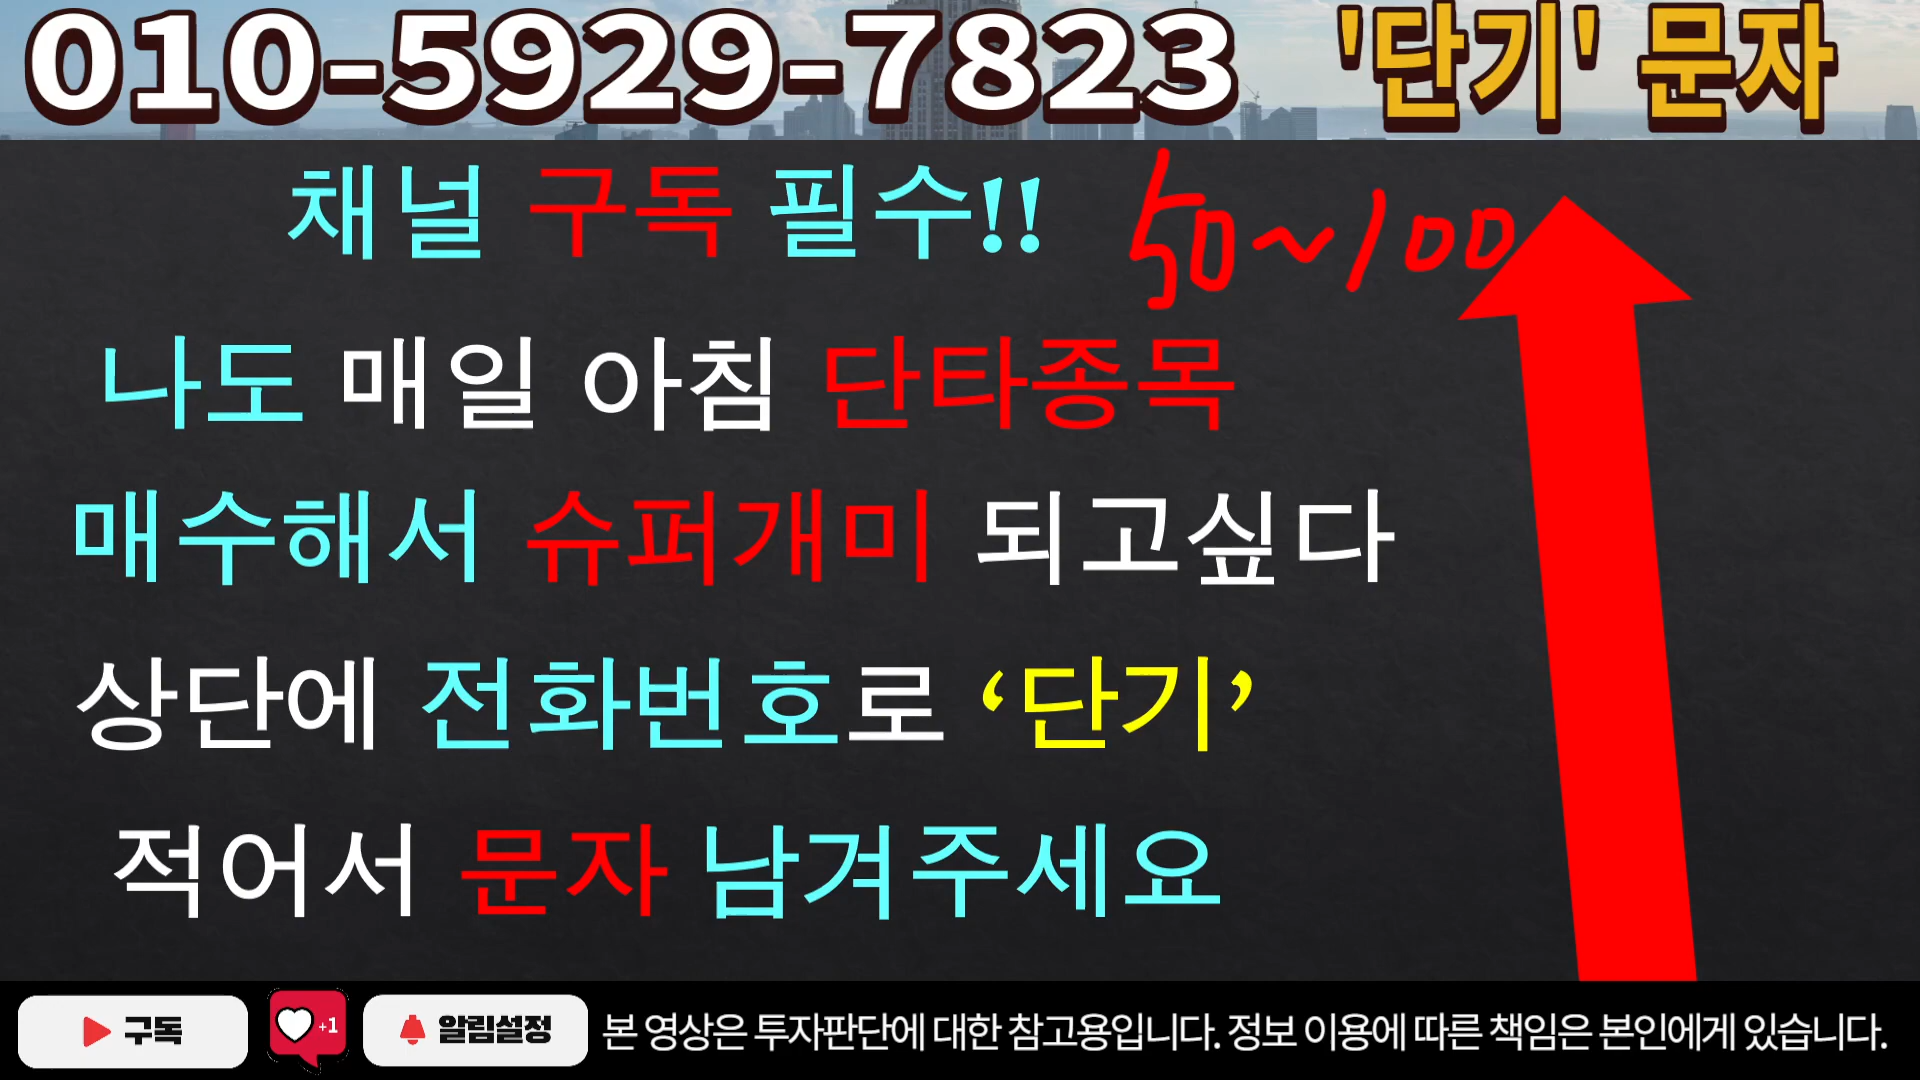 010-5929-7823 '단기' 문자
채널 구독 필수!! 50~100
나도 매일 아침 단타종목
매수해서 슈퍼개미 되고싶다
상단에 전화번호로 ‘단기’
적어서 문자 남겨주세요
구독 +1 알림설정 본 영상은 투자판단에 대한 참고용입니다. 정보 이용에 따른 책임은 본인에게 있습니다.